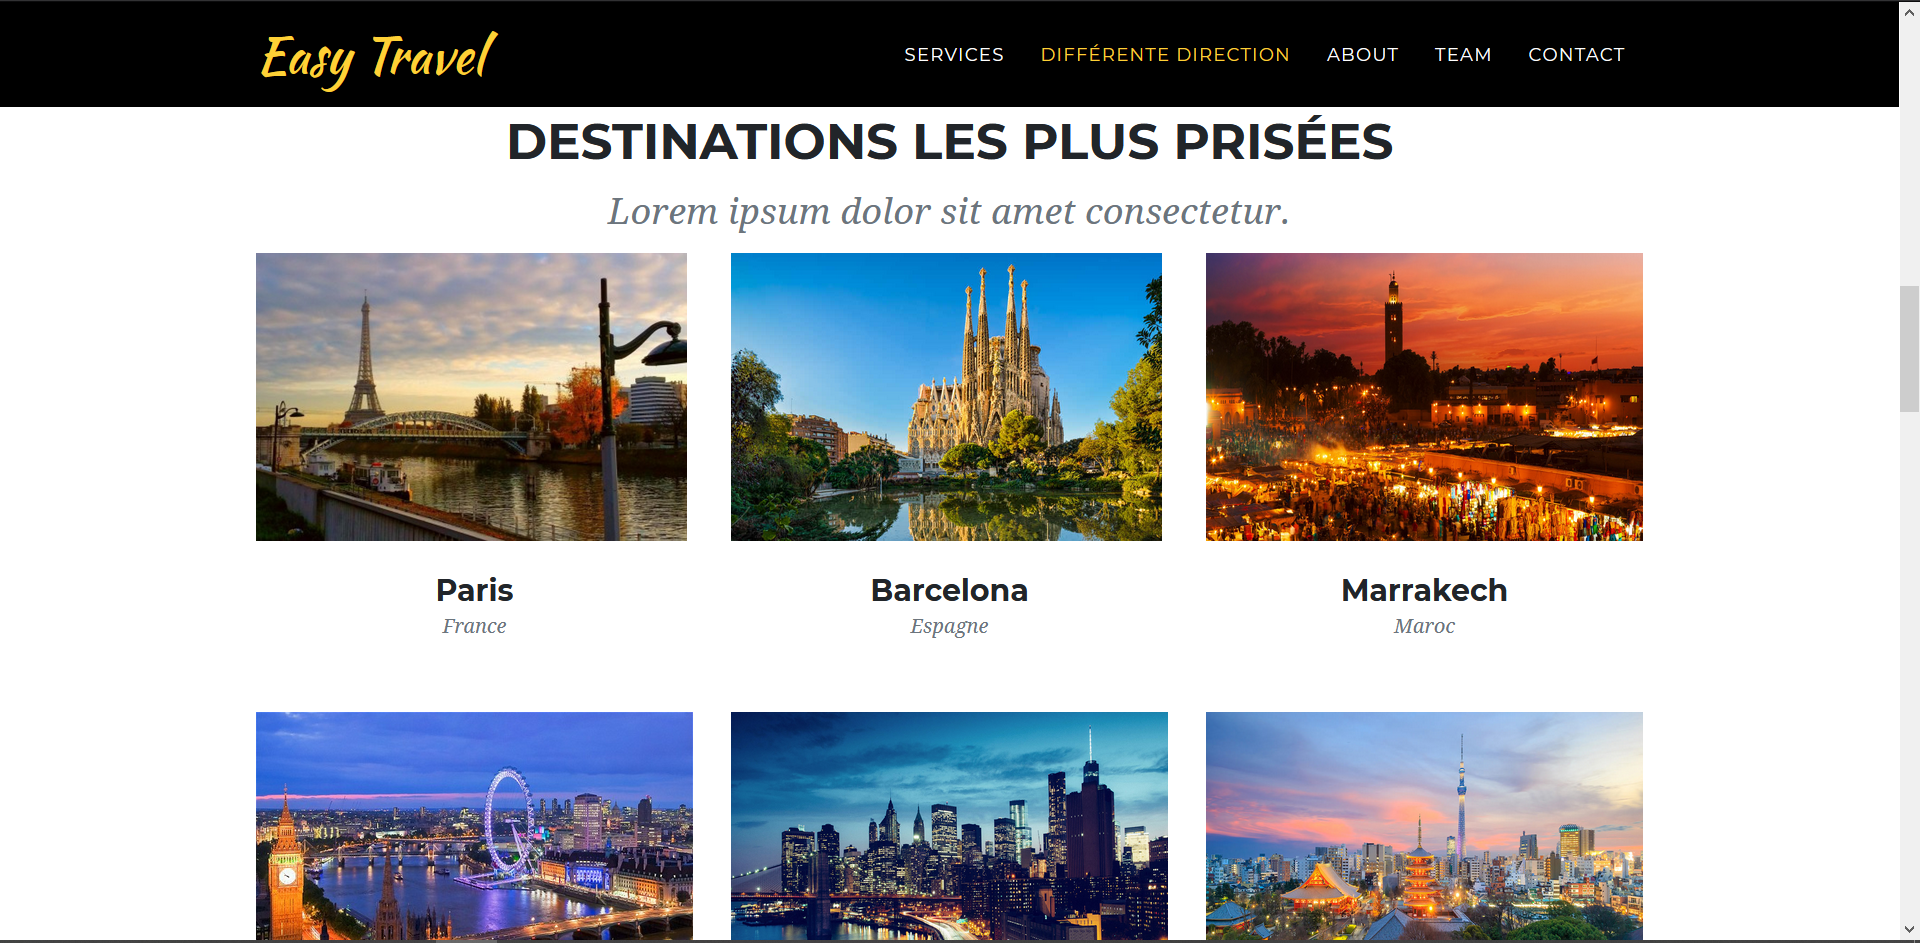 Easy Travel
SERVICES DIFFÉRENTE DIRECTION ABOUT TEAM CONTACT
DESTINATIONS LES PLUS PRISÉES
Lorem ipsum dolor sit amet consectetur.
Paris Barcelona Marrakech
France Espagne Maroc